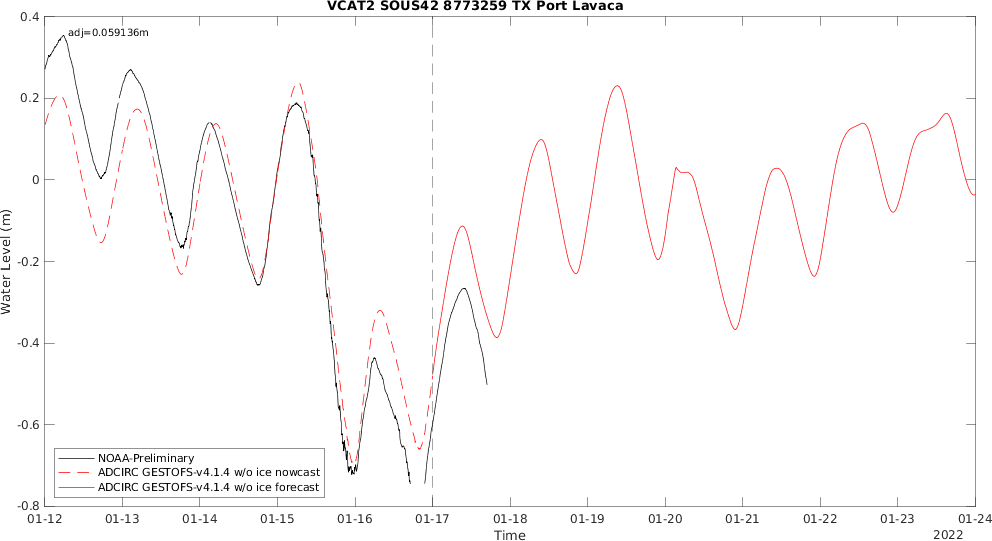 VCAT2 SOUS42 8773259 TX Port Lavaca
adj=0.059136m
0.4
0.2
0
-0.2
-0.4
-0.6
-0.8
Water Level (m)
NOAA-Preliminary
ADCIRC GESTOFS-v4.1.4 w/o ice nowcast
ADCIRC GESTOFS-v4.1.4 w/o ice forecast
01-12 01-13 01-14 01-15 01-16 01-17 01-18 01-19 01-20 01-21 01-22 01-23 01-24
Time
2022